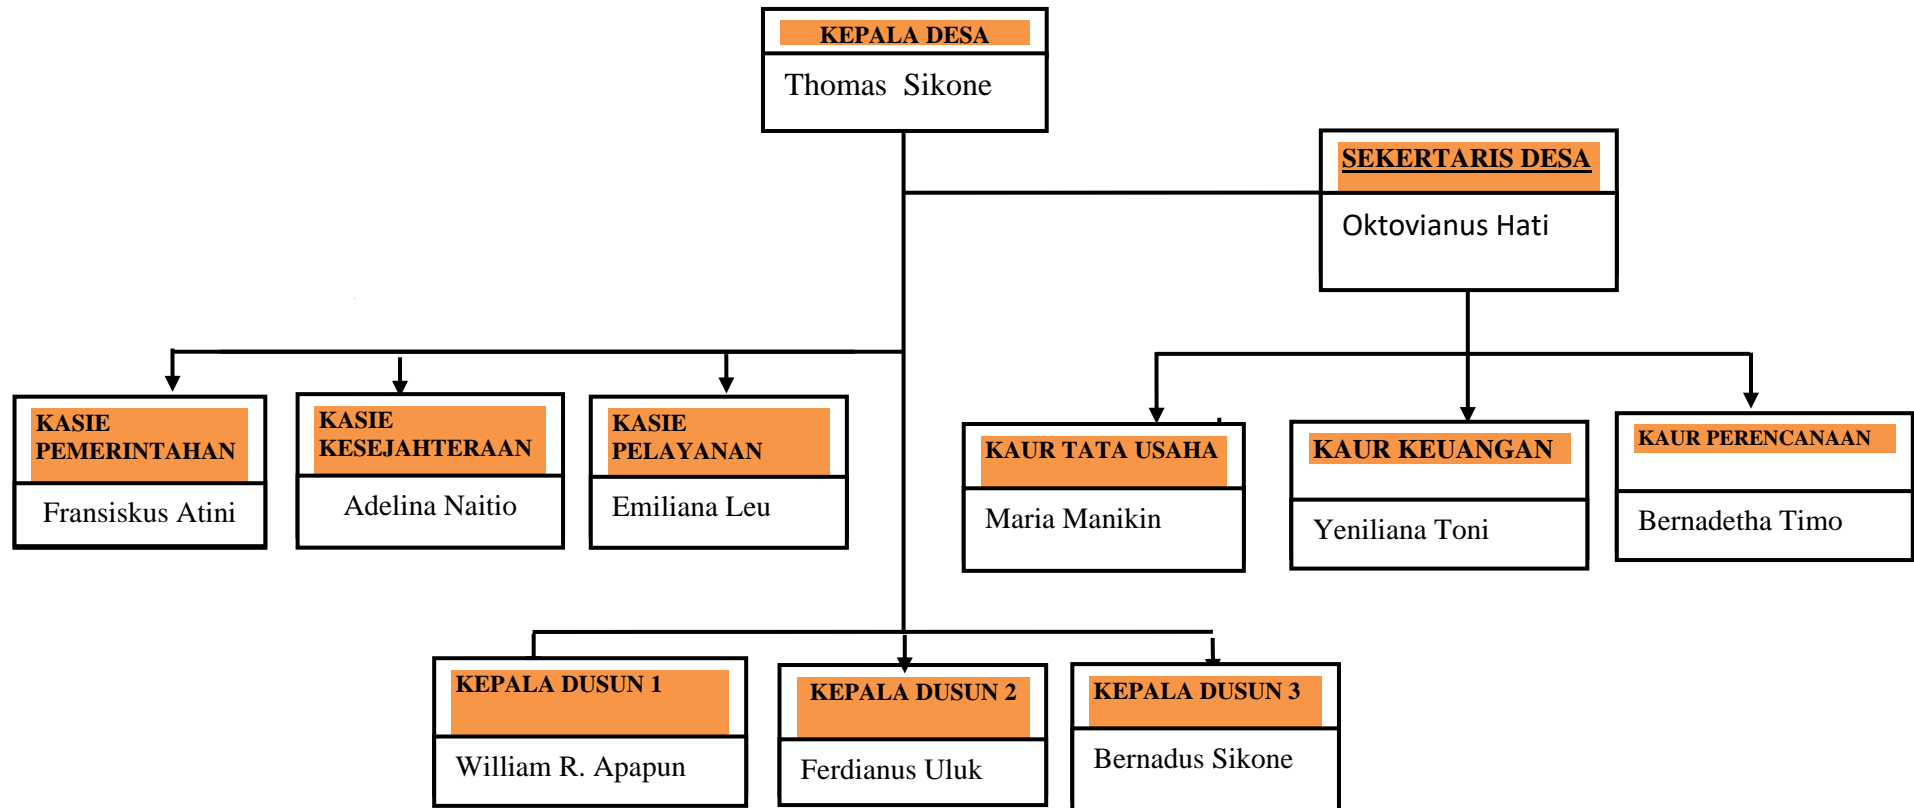 KEPALA DESA
Thomas Sikone
SEKERTARIS DESA
Oktovianus Hati
KASIE
PEMERINTAHAN
Fransiskus Atini
KASIE
KESEJAHTERAAN
Adelina Naitio
KASIE
PELAYANAN
Emiliana Leu
KAUR TATA USAHA
Maria Manikin
KAUR KEUANGAN
Yeniliana Toni
KAUR PERENCANAAN
Bernadetha Timo
KEPALA DUSUN 1
William R. Apapun
KEPALA DUSUN 2
Ferdianus Uluk
KEPALA DUSUN 3
Bernadus Sikone